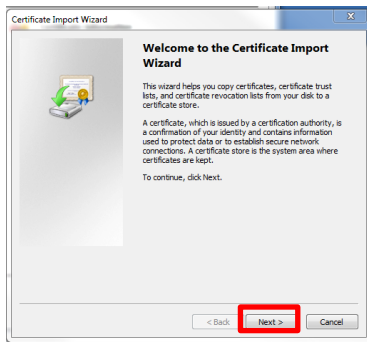 Certificate Import Wizard
Welcome to the Certificate Import
Wizard
This wizard helps you copy certificates, certificate trust
lists, and certificate revocation lists from your disk to a
certificate store.
A certificate, which is issued by a certification authority, is
a confirmation of your identity and contains information
used to protect data or to establish secure network
connections. A certificate store is the system area where
certificates are kept.
To continue, click Next.
< Back Next > Cancel